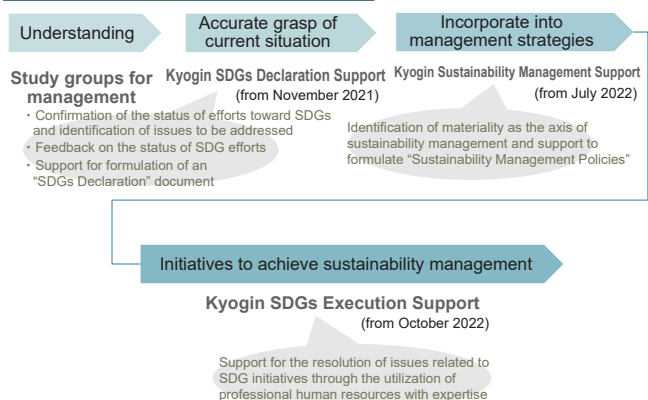 Understanding
Accurate grasp of
current situation
Incorporate into
management strategies
Study groups for
management
Kyogin SDGs Declaration Support
(from November 2021)
Kyogin Sustainability Management Support
(from July 2022)
・Confirmation of the status of efforts toward SDGs
and identification of issues to be addressed
・Feedback on the status of SDG efforts
・Support for formulation of an
“SDGs Declaration” document
Identification of materiality as the axis of
sustainability management and support to
formulate “Sustainability Management Policies”
Initiatives to achieve sustainability management
Kyogin SDGs Execution Support
(from October 2022)
Support for the resolution of issues related to
SDG initiatives through the utilization of
professional human resources with expertise